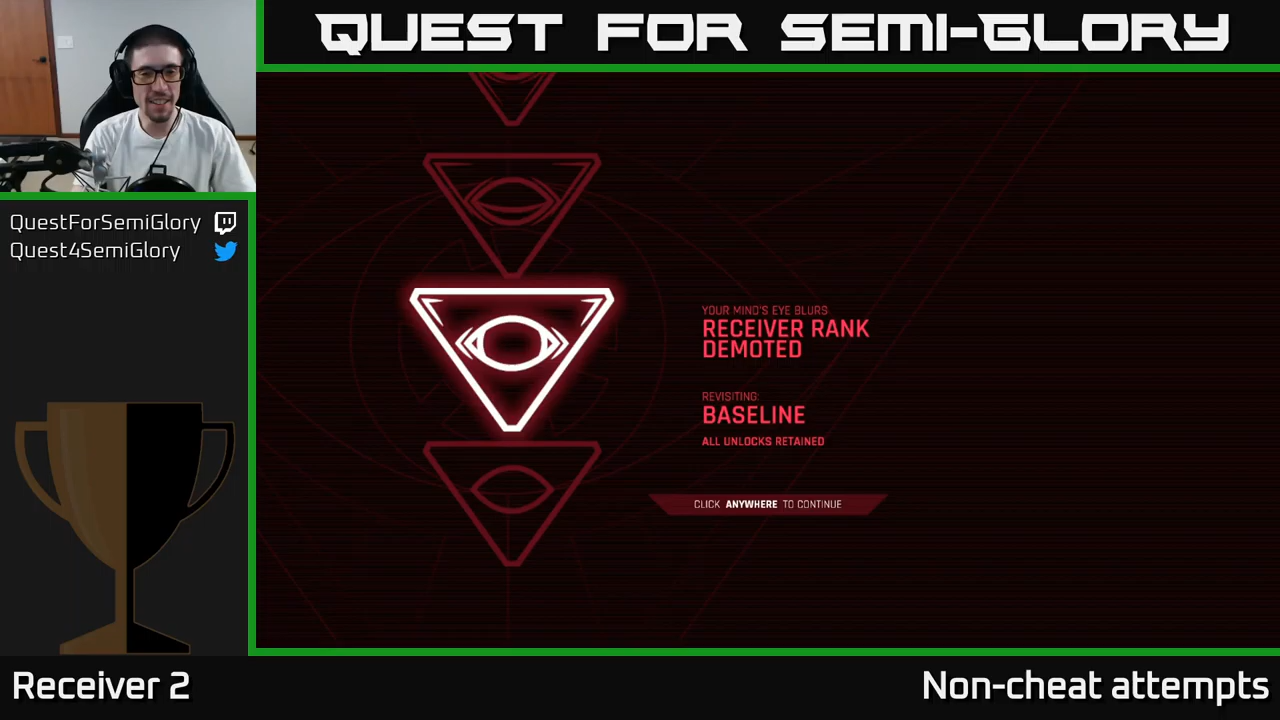 QUEST FOR SEMI-GLORY
QuestForSemiGlory
Quest4SemiGlory
YOUR MIND'S EYE BLURS
RECEIVER RANK
DEMOTED
REVISITING:
BASELINE
ALL UNLOCKS RETAINED
CLICK ANYWHERE TO CONTINUE
Receiver 2
Non-cheat attempts